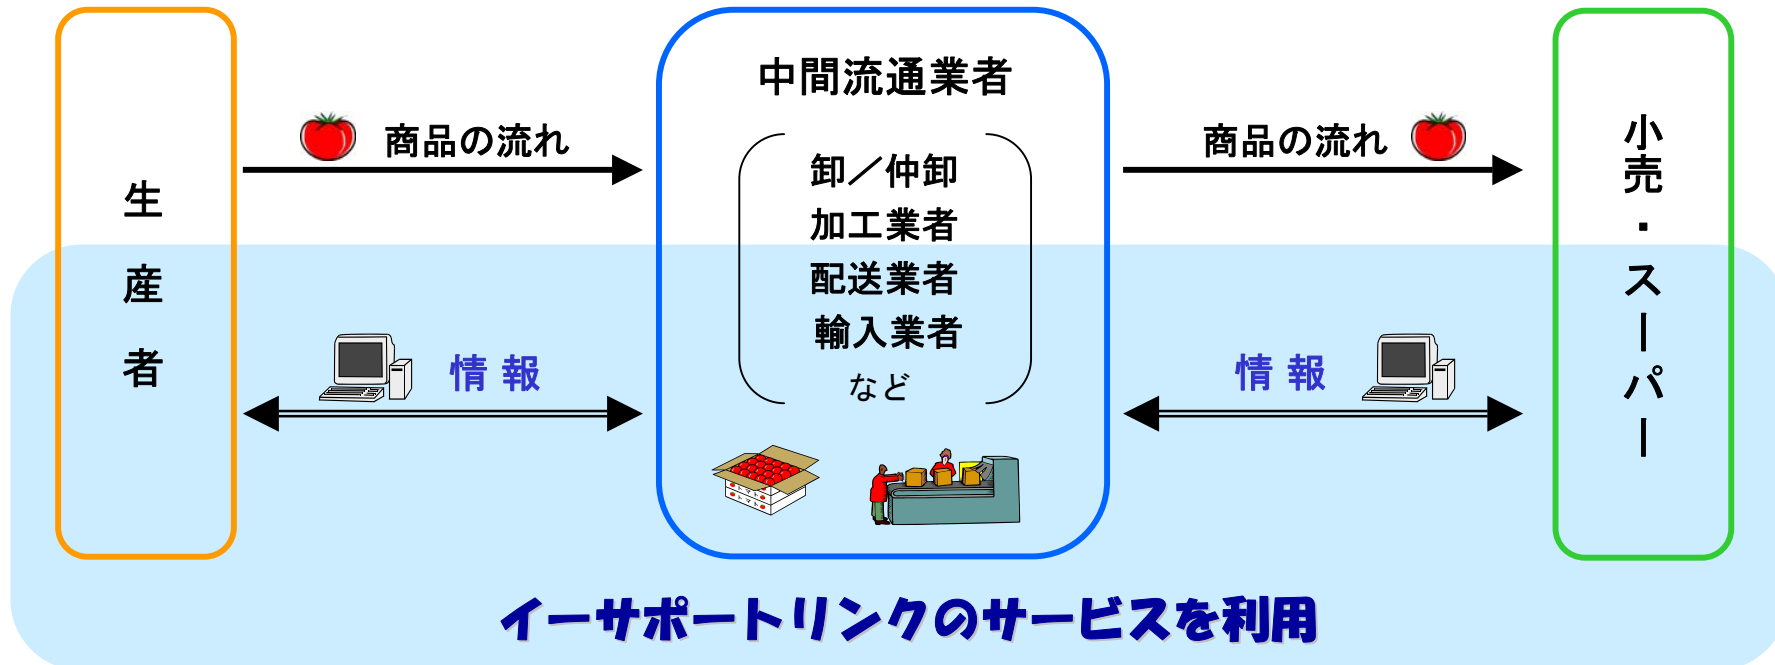 生産者
商品の流れ
情報
中間流通業者
卸／仲卸
加工業者
配送業者
輸入業者
など
トマト
商品の流れ
情報
小売・スーパー
イーサポートリンクのサービスを利用